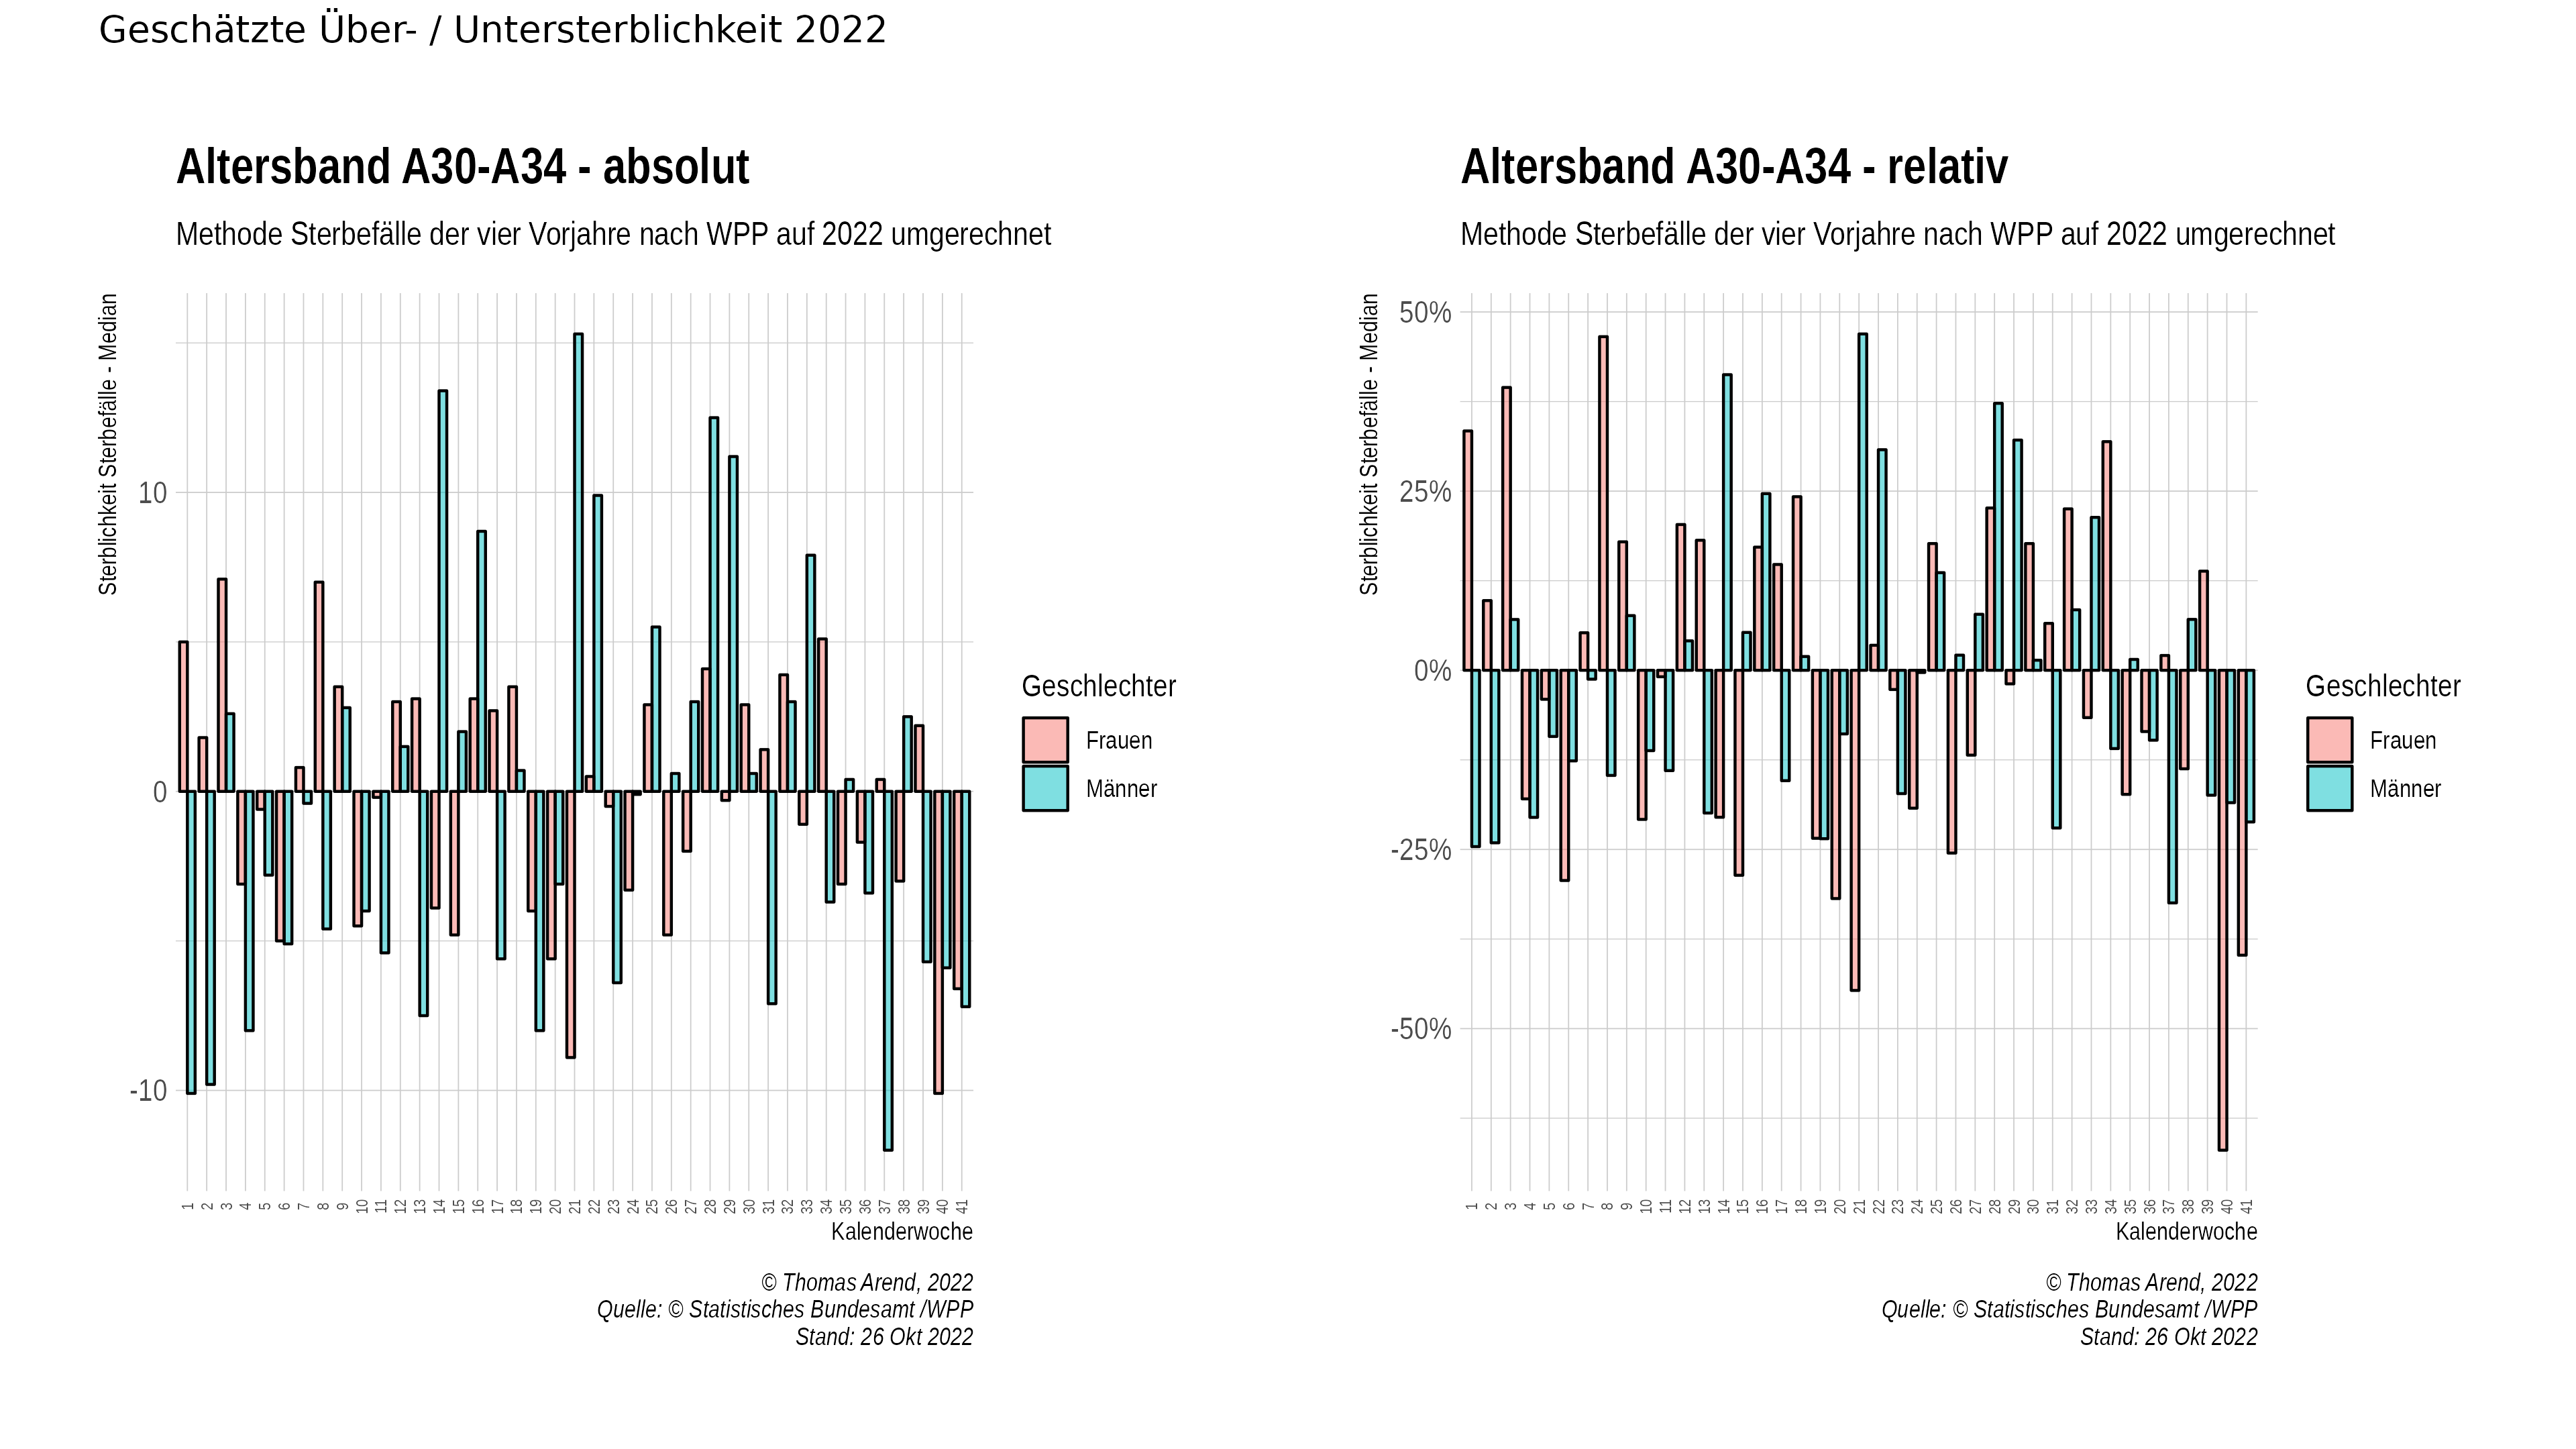 Geschätzte Über- / Untersterblichkeit 2022
Altersband A30-A34 - absolut
Methode Sterbefälle der vier Vorjahre nach WPP auf 2022 umgerechnet
Sterblichkeit Sterbefälle - Median
10
0
-10
1 2 3 4 5 6 7 8 9 10 11 12 13 14 15 16 17 18 19 20 21 22 23 24 25 26 27 28 29 30 31 32 33 34 35 36 37 38 39 40 41
Kalenderwoche
Geschlechter
Frauen
Männer
© Thomas Arend, 2022
Quelle: © Statistisches Bundesamt /WPP
Stand: 26 Okt 2022
Altersband A30-A34 - relativ
Methode Sterbefälle der vier Vorjahre nach WPP auf 2022 umgerechnet
Sterblichkeit Sterbefälle - Median
50%
25%
0%
-25%
-50%
1 2 3 4 5 6 7 8 9 10 11 12 13 14 15 16 17 18 19 20 21 22 23 24 25 26 27 28 29 30 31 32 33 34 35 36 37 38 39 40 41
Kalenderwoche
Geschlechter
Frauen
Männer
© Thomas Arend, 2022
Quelle: © Statistisches Bundesamt /WPP
Stand: 26 Okt 2022